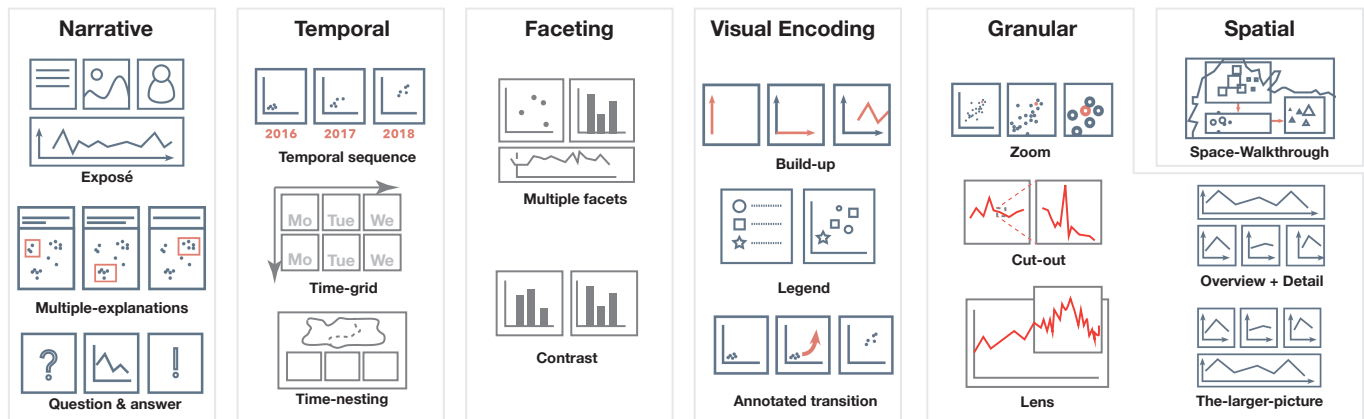 Narrative
Exposé
Multiple-explanations
?
!
Question & answer
Temporal
2016 2017 2018
Temporal sequence
Mo Tue We
Mo Tue We
Time-grid
Time-nesting
Faceting
Multiple facets
Contrast
Visual Encoding
Build-up
Legend
Annotated transition
Granular
Zoom
Cut-out
Lens
Spatial
Space-Walkthrough
Overview + Detail
The-larger-picture